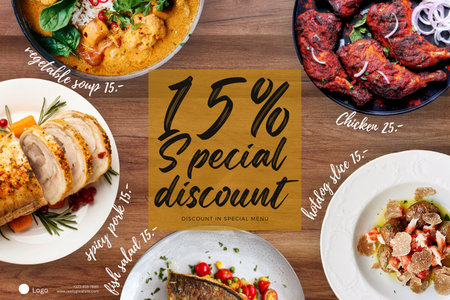 vegetable soup 15.-
15%
Special
discount
DISCOUNT IN SPECIAL MENU
Chicken 25.-
hotdog slice 15.-
spicy pork 15.-
fish salad 15.-
Logo